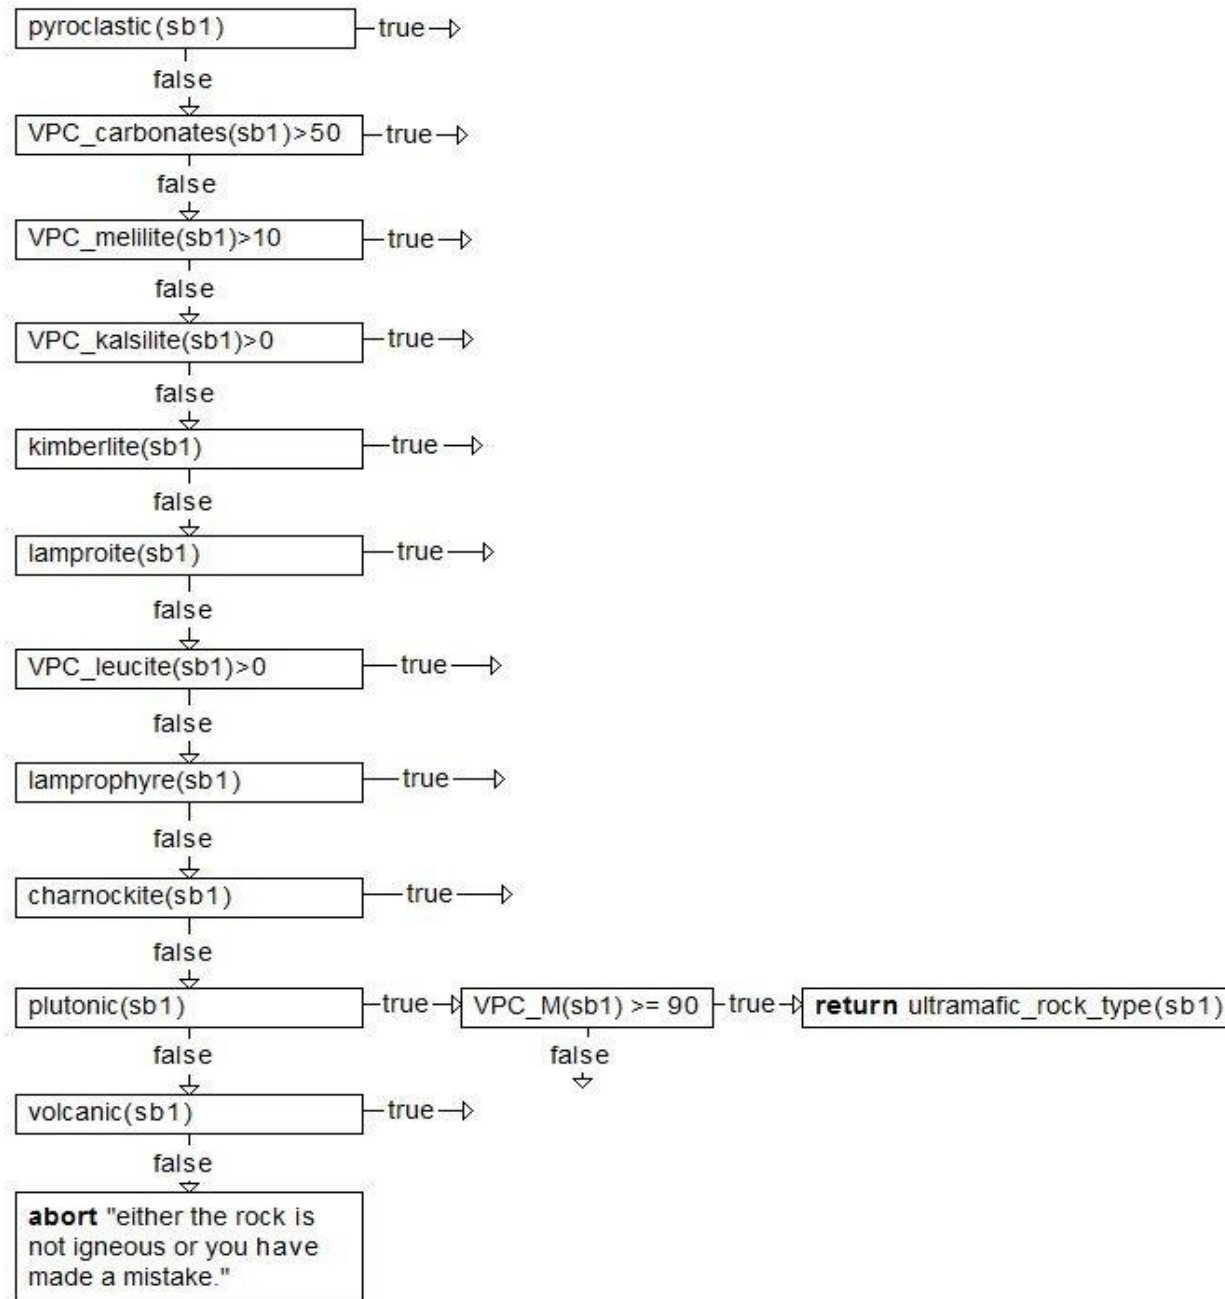 pyroclastic(sb1) true
false
VPC_carbonates(sb1)>50 true
false
VPC_melilite(sb1)>10 true
false
VPC_kalsilite(sb1)>0 true
false
kimberlite(sb1) true
false
lamproite(sb1) true
false
VPC_leucite(sb1)>0 true
false
lamprophyre(sb1) true
false
charnockite(sb1) true
false
plutonic(sb1) true VPC_M(sb1) >= 90 true return ultramafic_rock_type(sb1)
false false
volcanic(sb1) true
false
abort "either the rock is
not igneous or you have
made a mistake."